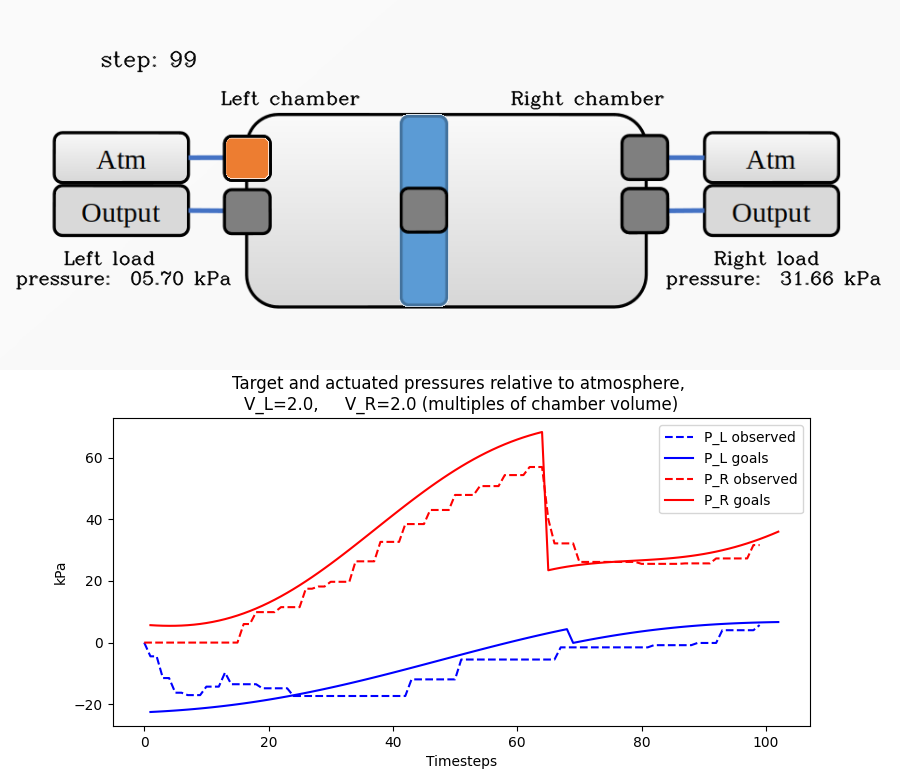 step: 99
Left chamber
Right chamber
Atm
Output
Atm
Output
Left load
pressure: 05.70 kPa
Right load
pressure: 31.66 kPa
Target and actuated pressures relative to atmosphere,
V_L=2.0, V_R=2.0 (multiples of chamber volume)
P_L observed
P_L goals
P_R observed
P_R goals
kPa
60
40
20
0
−20
0
20
40
60
80
100
Timesteps